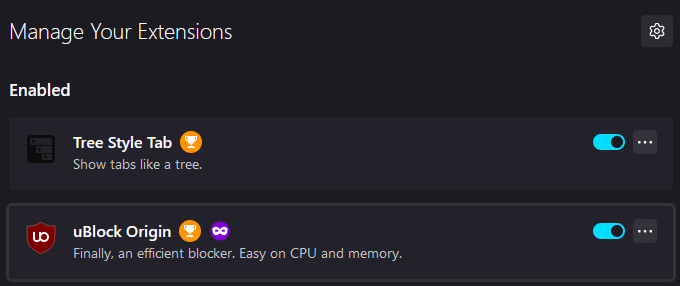 Manage Your Extensions
Enabled
Tree Style Tab
Show tabs like a tree.
uBlock Origin
Finally, an efficient blocker. Easy on CPU and memory.